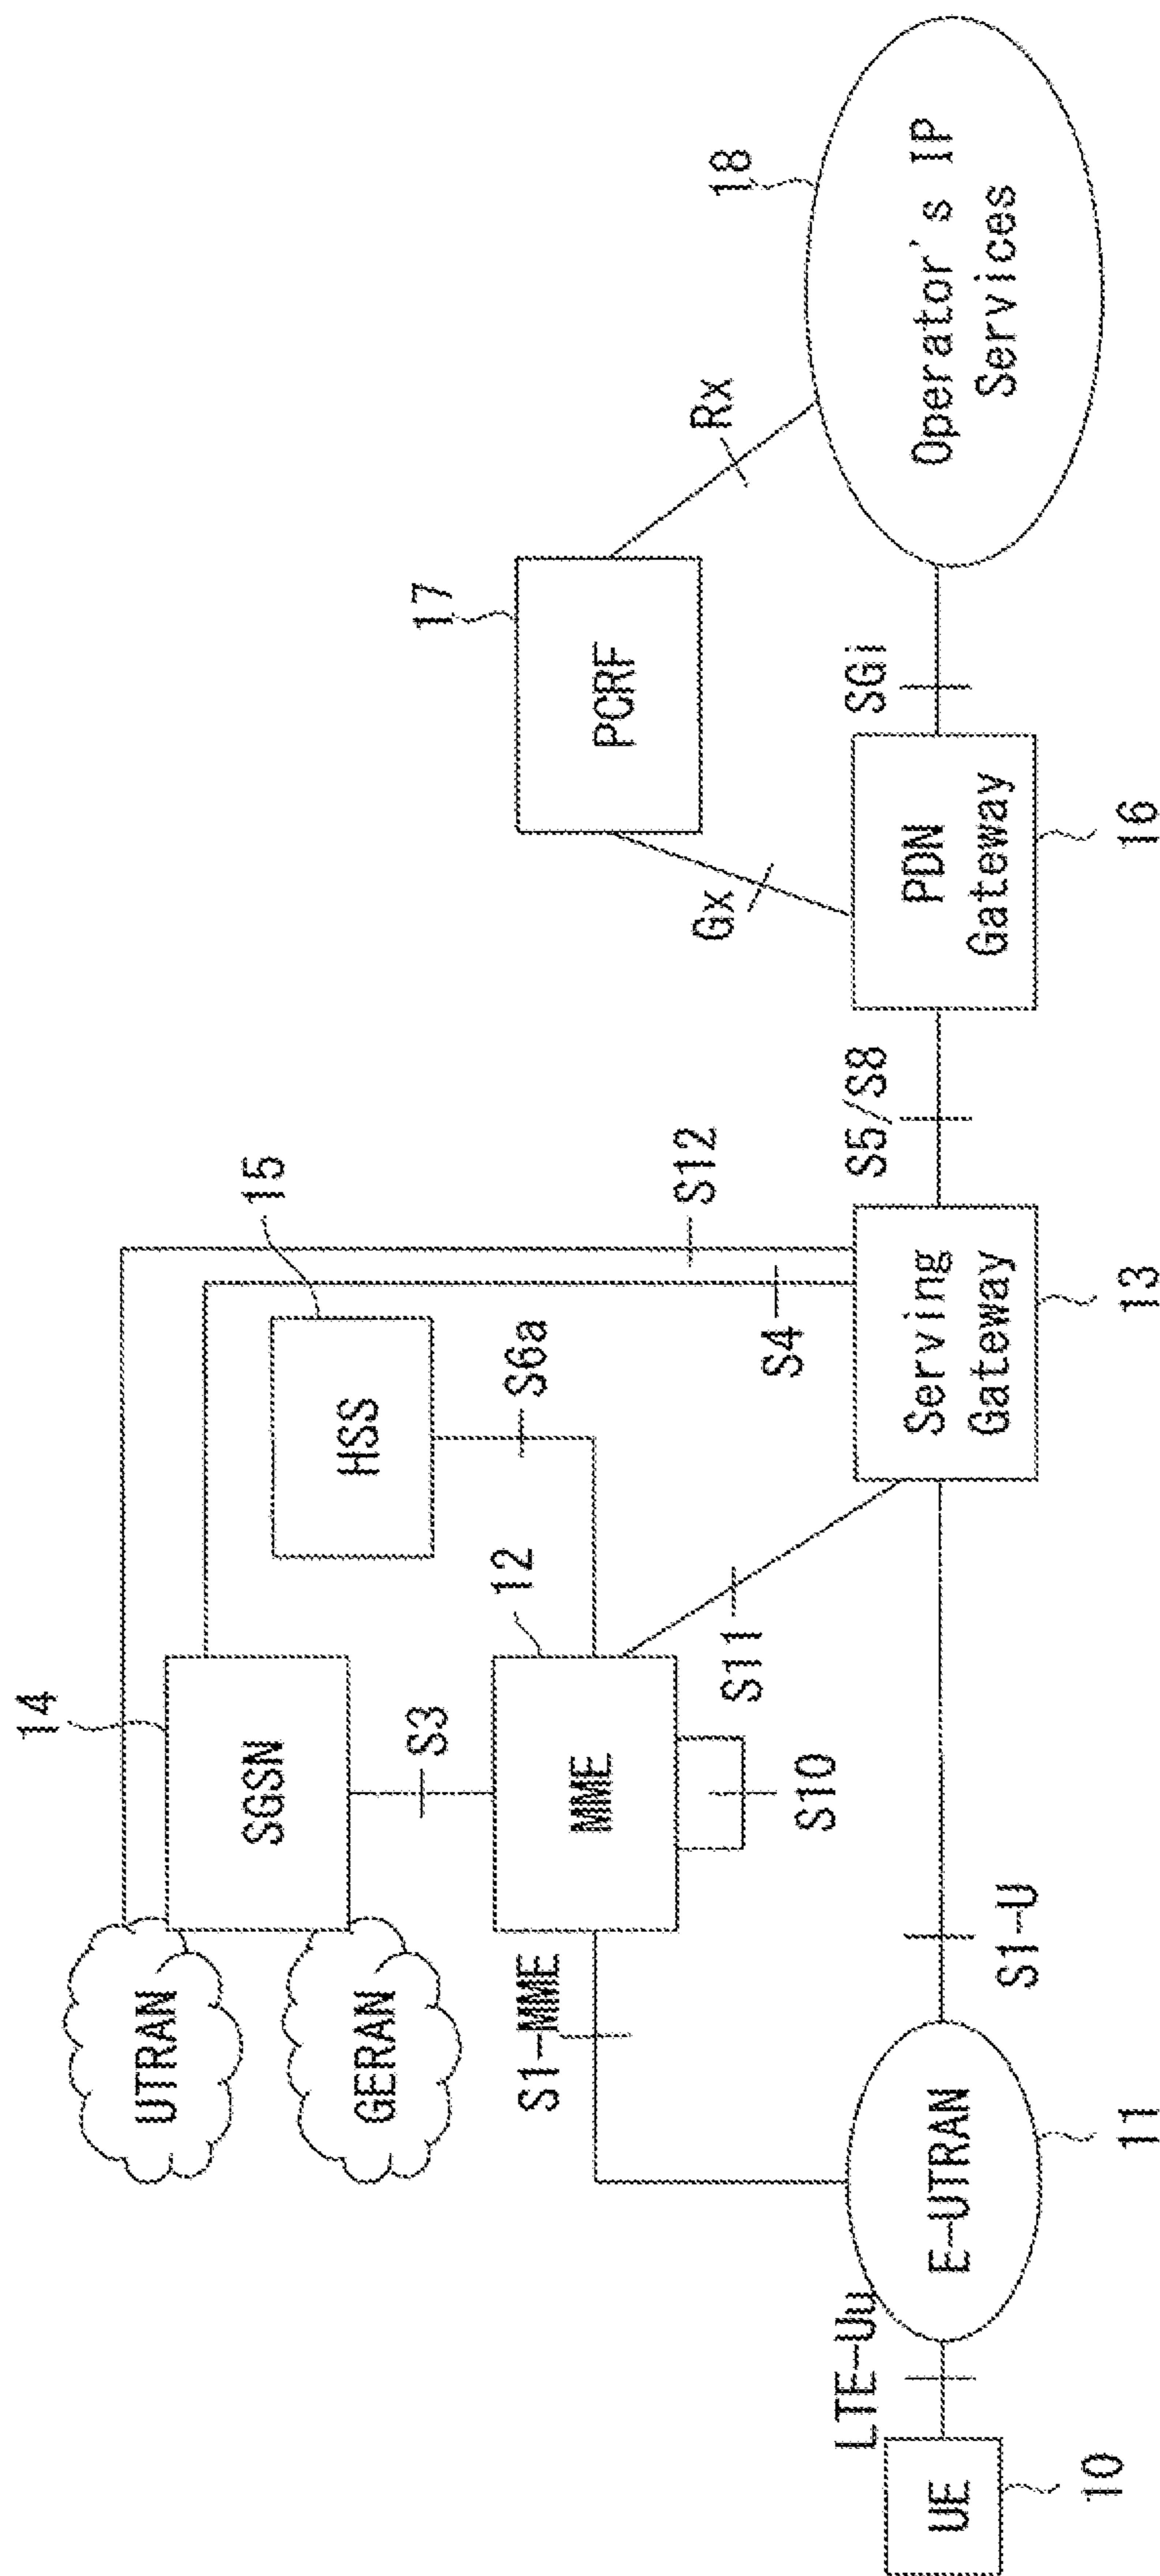 14
UTRAN
SGSN
15
GERAN
HSS
S3
S6a
12
S12
17
PCRF
S1-MME
MME
S4
Rx
18
S11
Gx
S10
LTE-Uu
S5/S8
SGi
UE
E-UTRAN
Serving
Gateway
PDN
Gateway
Operator's IP
Services
S1-U
10
11
13
16